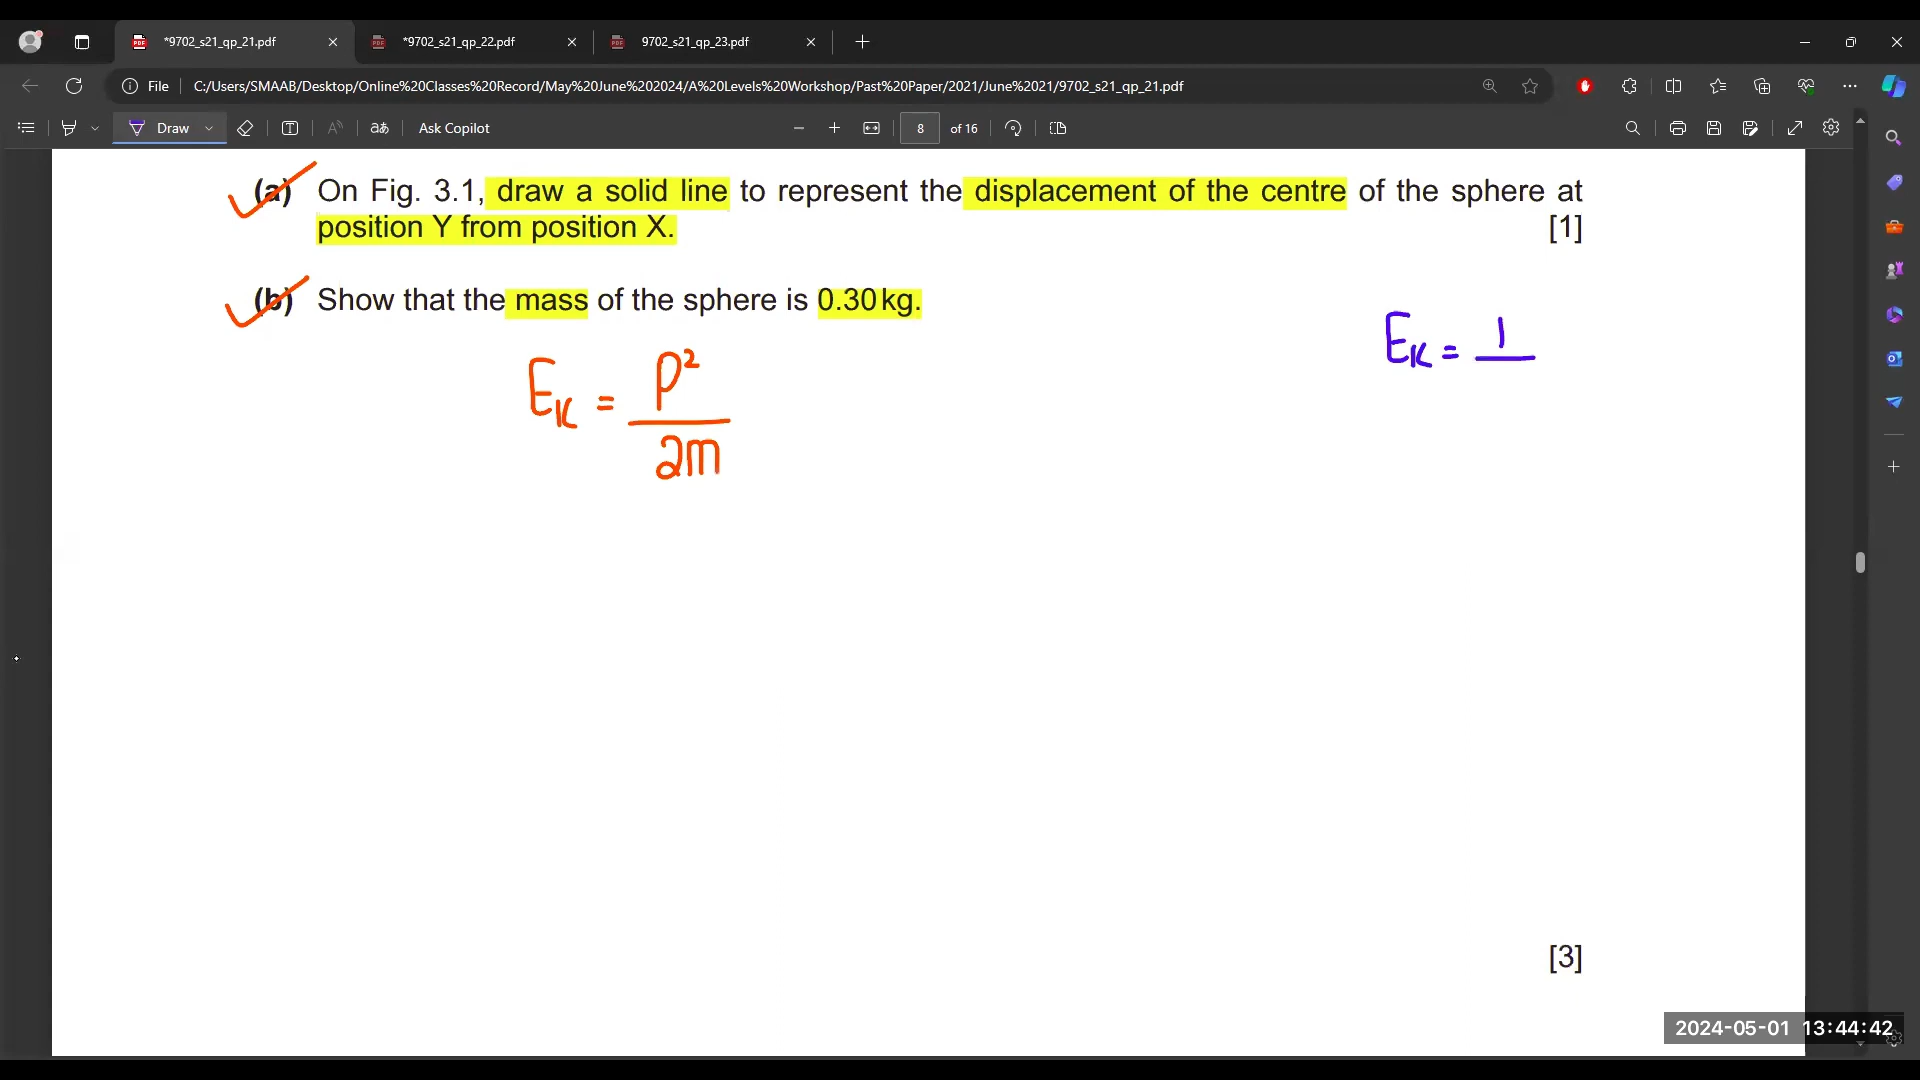 *9702_s21_qp_21.pdf
*9702_s21_qp_22.pdf
9702_s21_qp_23.pdf
File
C:/Users/SMAAB/Desktop/Online%20Classes%20Record/May%20June%202024/A%20Levels%20Workshop/Past%20Paper/2021/June%2021/9702_s21_qp_21.pdf
Draw
Ask Copilot
8 of 16
(a) On Fig. 3.1, draw a solid line to represent the displacement of the centre of the sphere at
position Y from position X. [1]
(b) Show that the mass of the sphere is 0.30 kg.
E_K = P²/2m
E_K = 1
[3]
2024-05-01 13:44:42